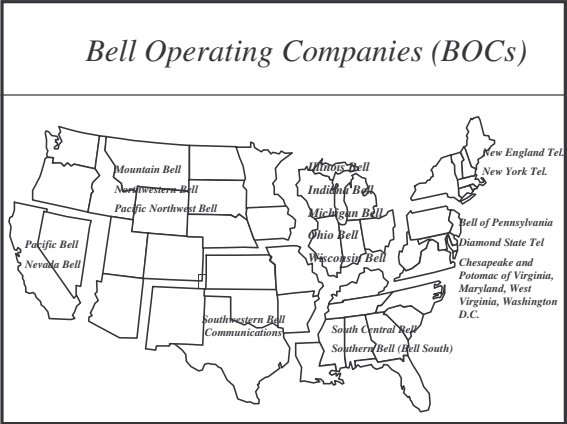 Bell Operating Companies (BOCs)
Mountain Bell
Northwestern Bell
Pacific Northwest Bell
Pacific Bell
Nevada Bell
Southwestern Bell
Communications
Illinois Bell
Indiana Bell
Michigan Bell
Ohio Bell
Wisconsin Bell
South Central Bell
Southern Bell (Bell South)
New England Tel.
New York Tel.
Bell of Pennsylvania
Diamond State Tel
Chesapeake and
Potomac of Virginia,
Maryland, West
Virginia, Washington
D.C.